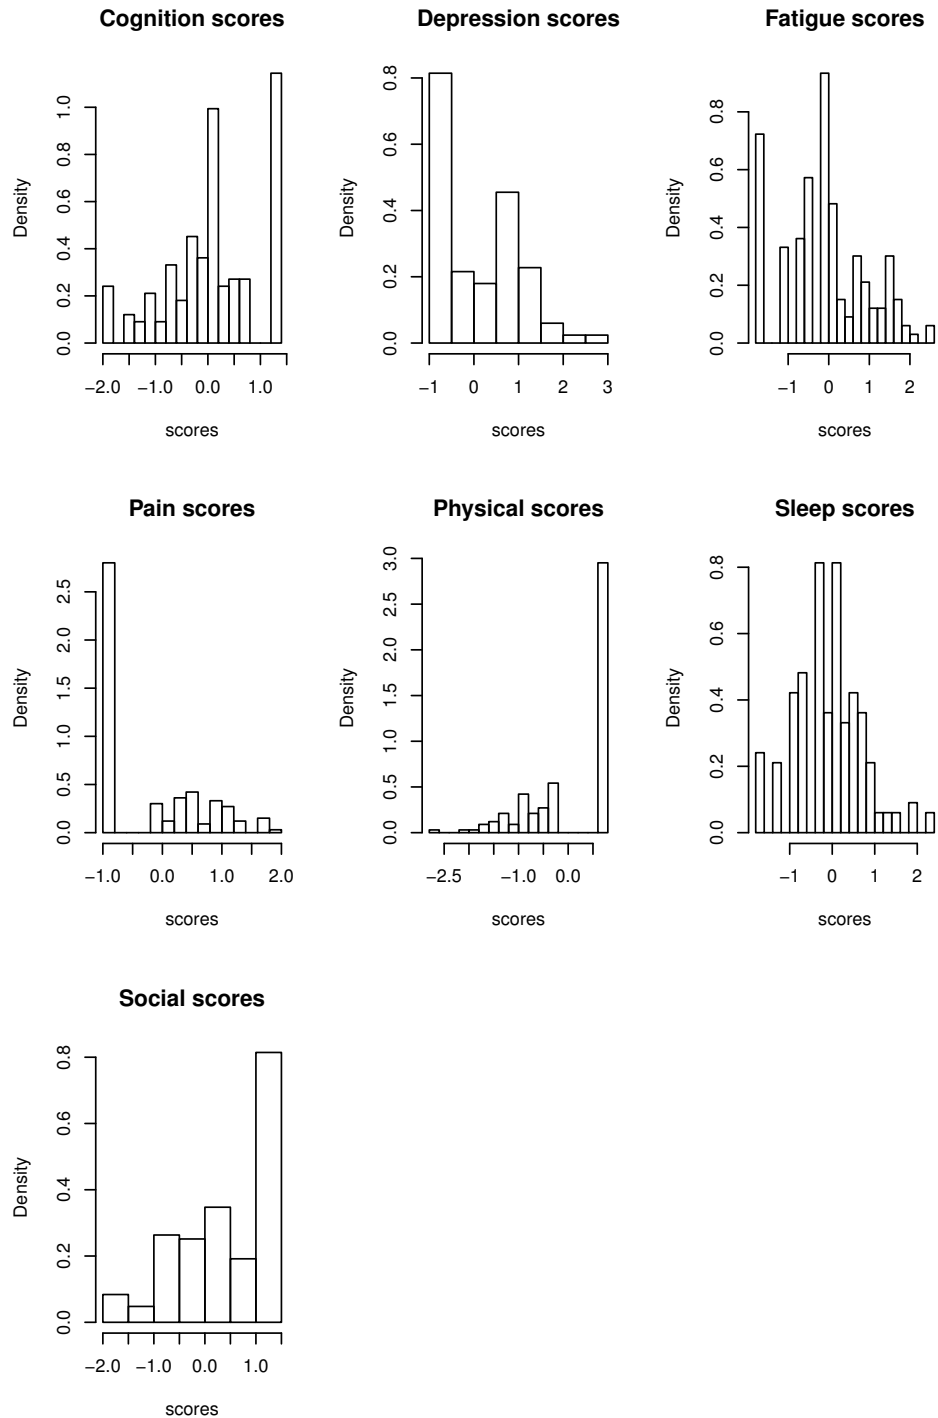 Cognition scores
Density
0.0 0.2 0.4 0.6 0.8 1.0
−2.0 −1.0 0.0 1.0
scores
Depression scores
Density
0.0 0.2 0.4 0.6 0.8
−1 0 1 2 3
scores
Fatigue scores
Density
0.0 0.2 0.4 0.6 0.8
−1 0 1 2
scores
Pain scores
Density
0.0 0.5 1.0 1.5 2.0 2.5
−1.0 0.0 1.0 2.0
scores
Physical scores
Density
0.0 0.5 1.0 1.5 2.0 2.5 3.0
−2.5 −1.0 0.0
scores
Sleep scores
Density
0.0 0.2 0.4 0.6 0.8
−1 0 1 2
scores
Social scores
Density
0.0 0.2 0.4 0.6 0.8
−2.0 −1.0 0.0 1.0
scores